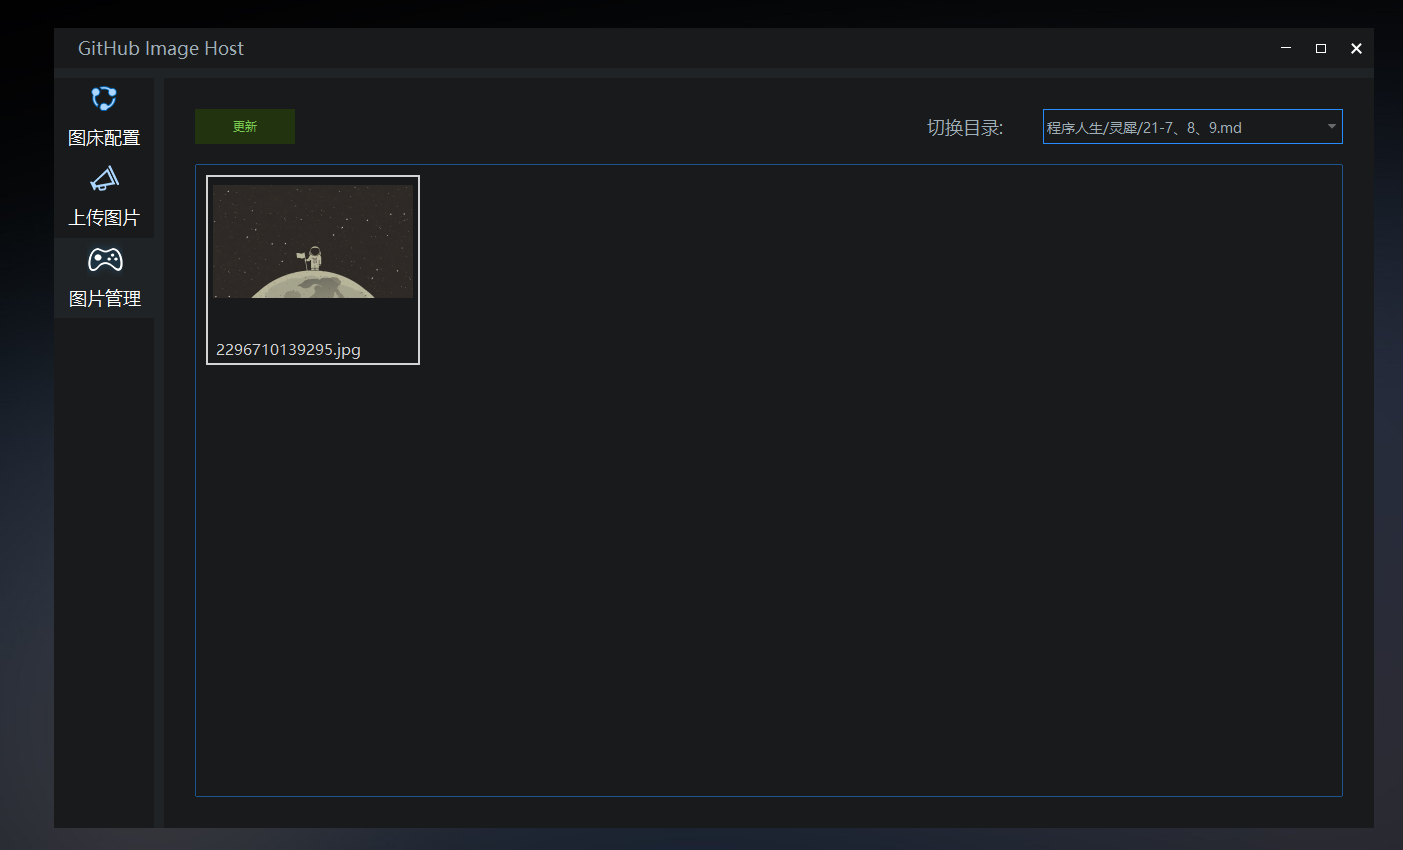 GitHub Image Host
图床配置
上传图片
图片管理
更新
切换目录:
程序人生/灵犀/21-7、8、9.md
2296710139295.jpg